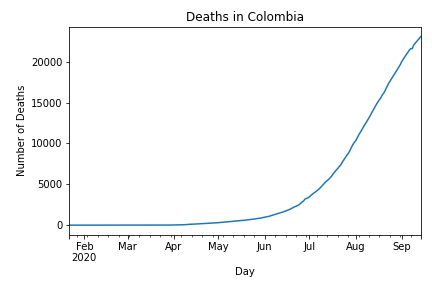 Deaths in Colombia
Number of Deaths
20000
15000
10000
5000
0
Feb Mar Apr May Jun Jul Aug Sep
2020
Day